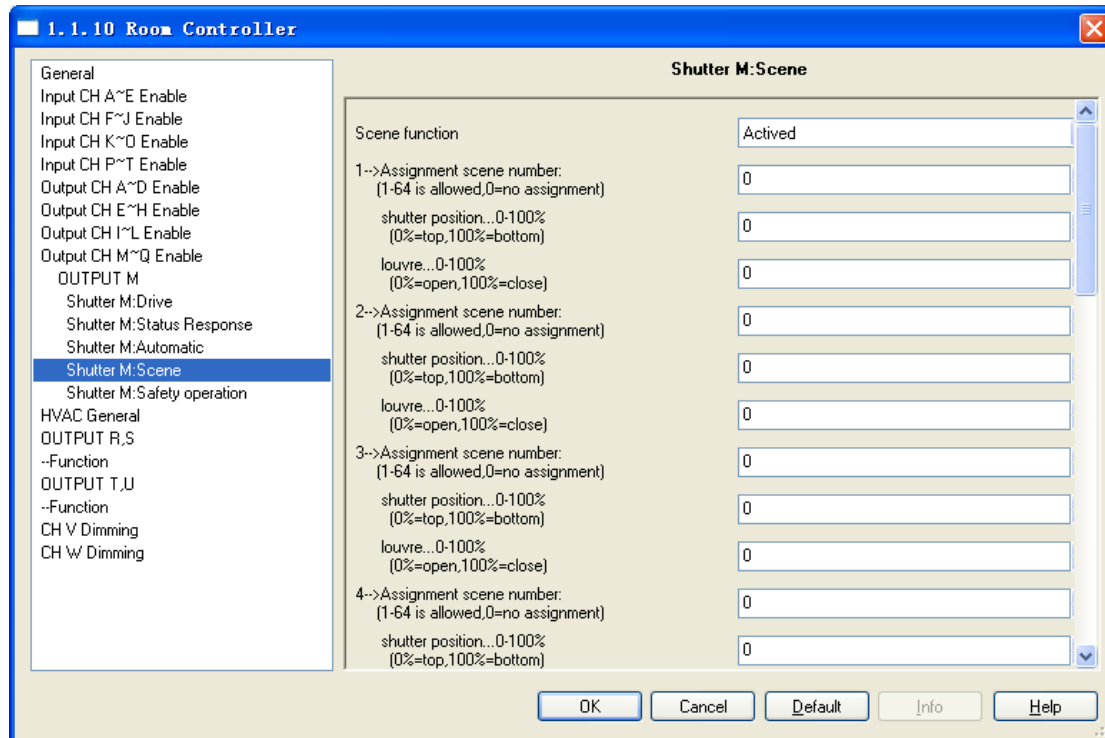 1.1.10 Room Controller
General
Input CH A~E Enable
Input CH F~J Enable
Input CH K~O Enable
Input CH P~T Enable
Output CH A~D Enable
Output CH E~H Enable
Output CH I~L Enable
Output CH M~Q Enable
OUTPUT M
Shutter M:Drive
Shutter M:Status Response
Shutter M:Automatic
Shutter M:Scene
Shutter M:Safety operation
HVAC General
OUTPUT R,S
--Function
OUTPUT T,U
--Function
CH V Dimming
CH W Dimming
Shutter M:Scene
Scene function Actived
1-->Assignment scene number: 0
(1-64 is allowed,0=no assignment)
shutter position...0-100% 0
(0%=top,100%=bottom)
louvre...0-100% 0
(0%=open,100%=close)
2-->Assignment scene number: 0
(1-64 is allowed,0=no assignment)
shutter position...0-100% 0
(0%=top,100%=bottom)
louvre...0-100% 0
(0%=open,100%=close)
3-->Assignment scene number: 0
(1-64 is allowed,0=no assignment)
shutter position...0-100% 0
(0%=top,100%=bottom)
louvre...0-100% 0
(0%=open,100%=close)
4-->Assignment scene number: 0
(1-64 is allowed,0=no assignment)
shutter position...0-100% 0
(0%=top,100%=bottom)
OK Cancel Default Info Help